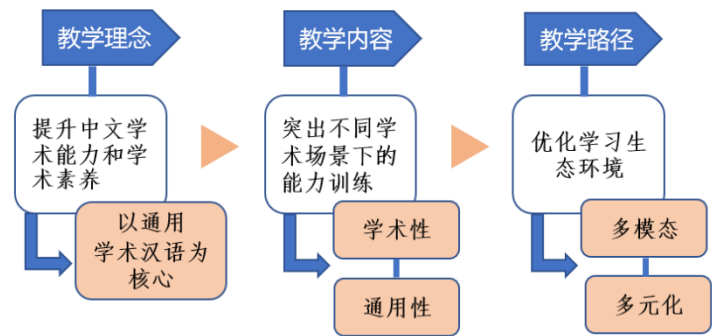 教学理念
提升中文学
术能力和学
术素养
以通用
学术汉语为
核心
教学内容
突出不同学
术场景下的
能力训练
学术性
通用性
教学路径
优化学习生
态环境
多模态
多元化